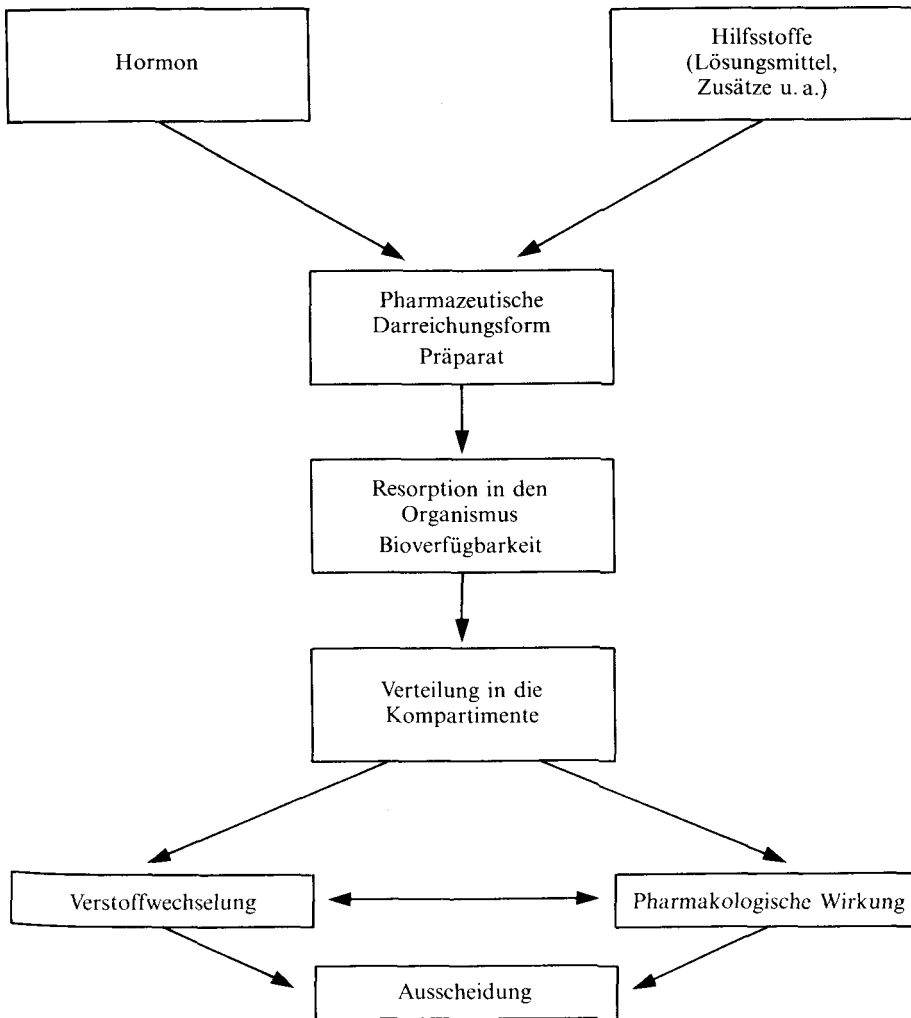 Hormon
Hilfsstoffe
(Lösungsmittel,
Zusätze u. a.)
Pharmazeutische
Darreichungsform
Präparat
Resorption in den
Organismus
Bioverfügbarkeit
Verteilung in die
Kompartimente
Verstoffwechselung
Pharmakologische Wirkung
Ausscheidung